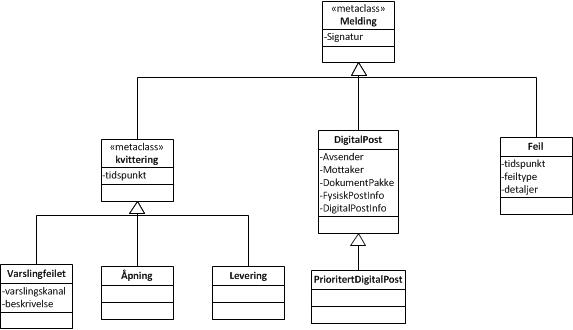 «metaclass»
Melding
-Signatur
«metaclass»
kvittering
-tidspunkt
DigitalPost
-Avsender
-Mottaker
-DokumentPakke
-FysiskPostInfo
-DigitalPostInfo
Feil
-tidspunkt
-feiltype
-detaljer
Varslingfeilet
-varslingskanal
-beskrivelse
Åpning
Levering
PrioritertDigitalPost